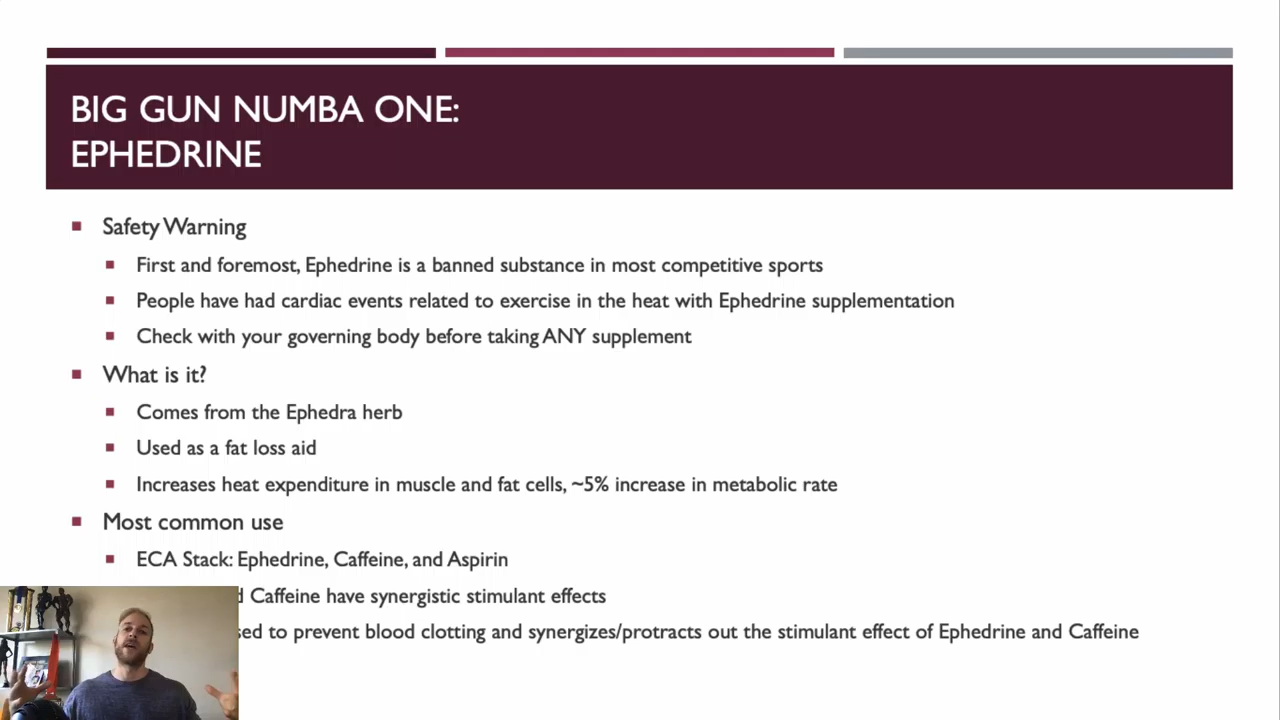 BIG GUN NUMBA ONE:
EPHEDRINE
Safety Warning
First and foremost, Ephedrine is a banned substance in most competitive sports
People have had cardiac events related to exercise in the heat with Ephedrine supplementation
Check with your governing body before taking ANY supplement
What is it?
Comes from the Ephedra herb
Used as a fat loss aid
Increases heat expenditure in muscle and fat cells, ~5% increase in metabolic rate
Most common use
ECA Stack: Ephedrine, Caffeine, and Aspirin
Caffeine have synergistic stimulant effects
to prevent blood clotting and synergizes/protracts out the stimulant effect of Ephedrine and Caffeine